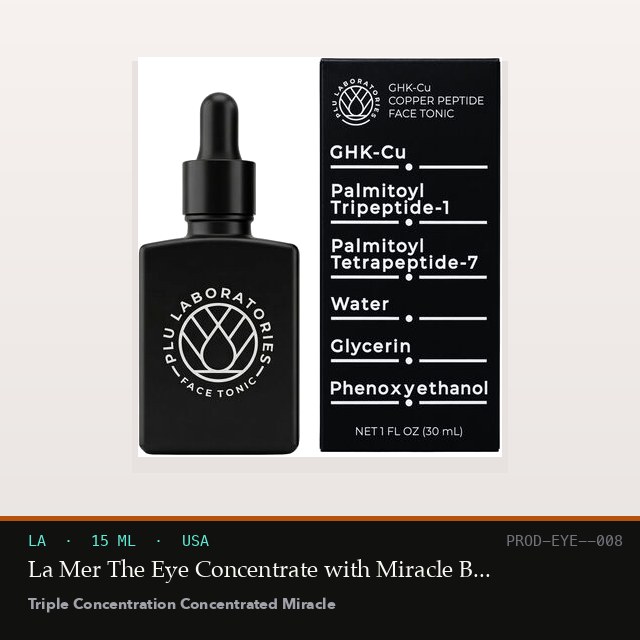 PLU LABORATORIES
FACE TONIC
PLU LABORATORIES
GHK-Cu
COPPER PEPTIDE
FACE TONIC
GHK-Cu
Palmitoyl
Tripeptide-1
Palmitoyl
Tetrapeptide-7
Water
Glycerin
Phenoxyethanol
NET 1 FL OZ (30 mL)
LA · 15 ML · USA
PROD-EYE--008
La Mer The Eye Concentrate with Miracle B...
Triple Concentration Concentrated Miracle